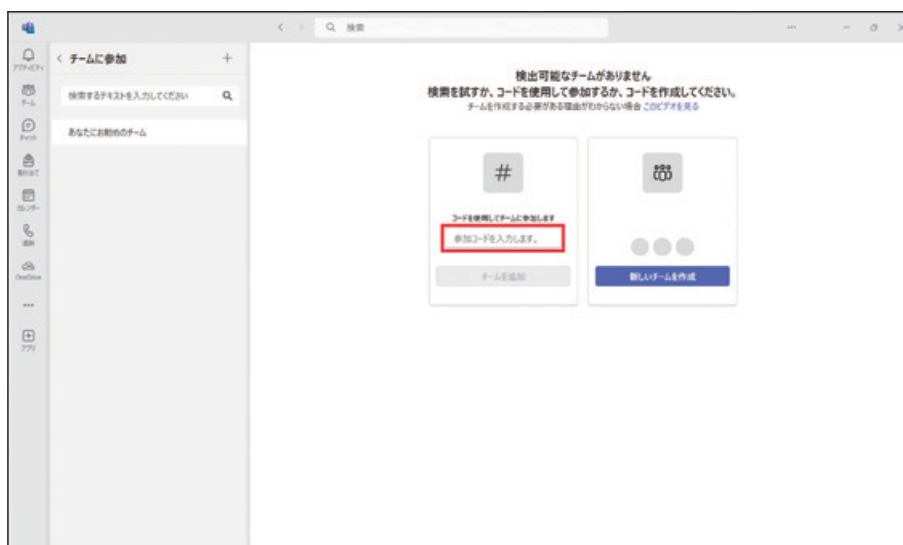 検索
アクティビティ
チーム
チャット
割り当て
カレンダー
通話
OneDrive
アプリ
チームに参加
検索するテキストを入力してください
あなたにお勧めのチーム
検出可能なチームがありません
検索を試すか、コードを使用して参加するか、コードを作成してください。
チームを作成する必要がある理由がわからない場合 このビデオを見る
コードを使用してチームに参加します
参加コードを入力します。
チームを追加
新しいチームを作成